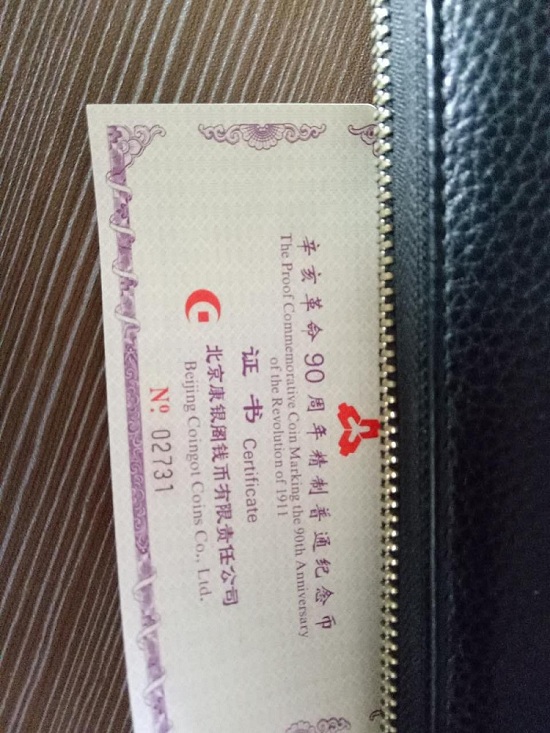 辛亥革命90周年精制普通纪念币
The Proof Commemorative Coin Marking the 90th Anniversary
of the Revolution of 1911
证书 Certificate
北京康银阁钱币有限责任公司
Beijing Coingot Coins Co., Ltd.
Nº 02731